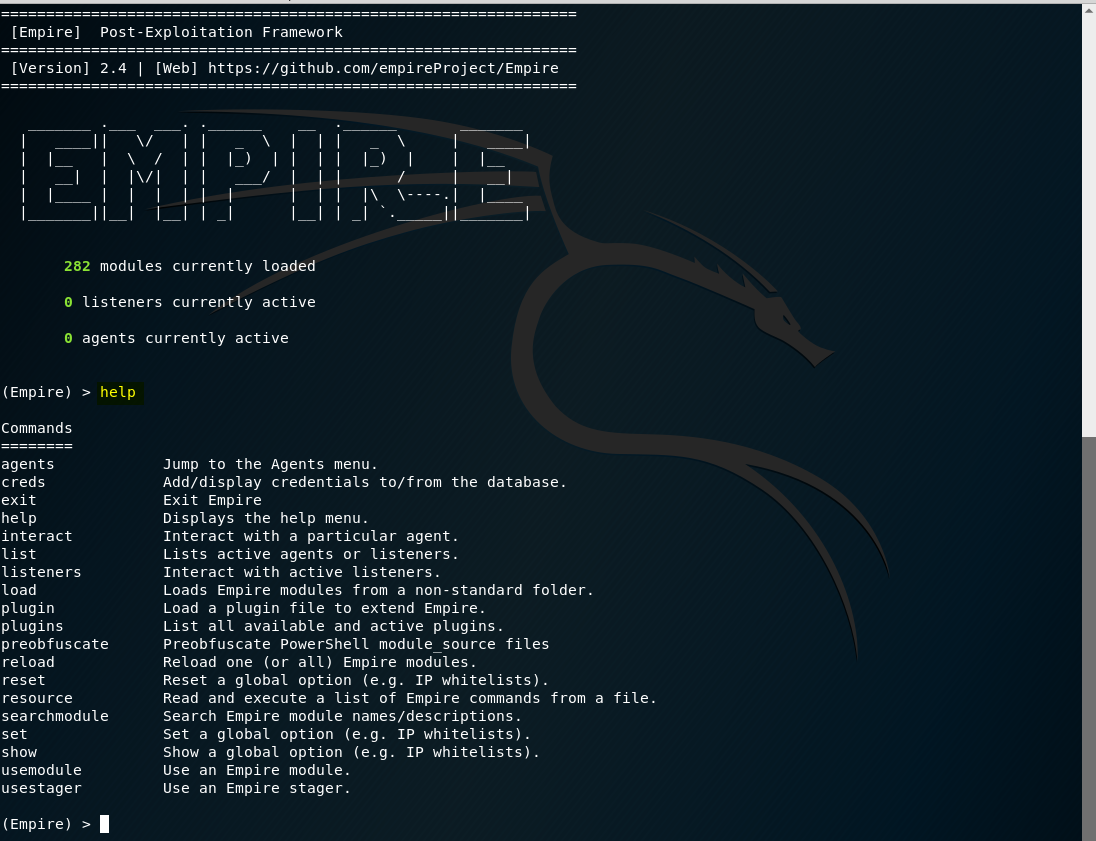 ================================================================
[Empire]  Post-Exploitation Framework
================================================================
[Version] 2.4 | [Web] https://github.com/empireProject/Empire
================================================================
EMPIRE
282 modules currently loaded
0 listeners currently active
0 agents currently active
(Empire) > help
Commands
========
agents            Jump to the Agents menu.
creds             Add/display credentials to/from the database.
exit              Exit Empire
help              Displays the help menu.
interact          Interact with a particular agent.
list              Lists active agents or listeners.
listeners         Interact with active listeners.
load              Loads Empire modules from a non-standard folder.
plugin            Load a plugin file to extend Empire.
plugins           List all available and active plugins.
preobfuscate      Preobfuscate PowerShell module_source files
reload            Reload one (or all) Empire modules.
reset             Reset a global option (e.g. IP whitelists).
resource          Read and execute a list of Empire commands from a file.
searchmodule      Search Empire module names/descriptions.
set               Set a global option (e.g. IP whitelists).
show              Show a global option (e.g. IP whitelists).
usemodule         Use an Empire module.
usestager         Use an Empire stager.
(Empire) >